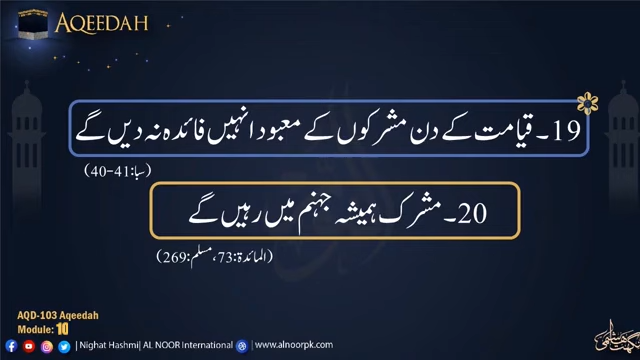 AQEEDAH
19۔ قیامت کے دن مشرکوں کے معبود انہیں فائدہ نہ دیں گے
(سبا:41-40)
20۔ مشرک ہمیشہ جہنم میں رہیں گے
(المائدۃ:73، مسلم:269)
AQD-103 Aqeedah
Module: 10
| Nighat Hashmi| AL NOOR International | www.alnoorpk.com
نگہت ہاشمی